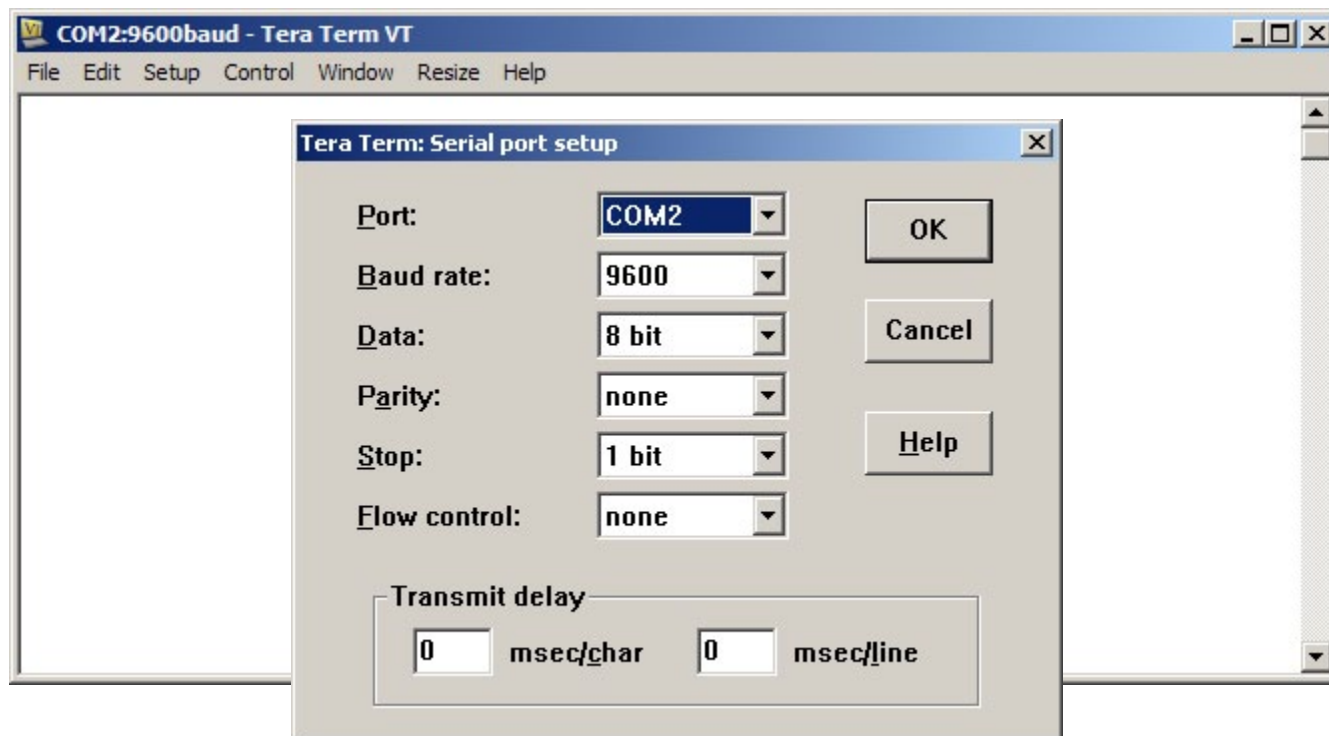 COM2:9600baud - Tera Term VT
File Edit Setup Control Window Resize Help
Tera Term: Serial port setup
Port: COM2
OK
Baud rate: 9600
Data: 8 bit
Cancel
Parity: none
Stop: 1 bit
Help
Flow control: none
Transmit delay
0 msec/char 0 msec/line